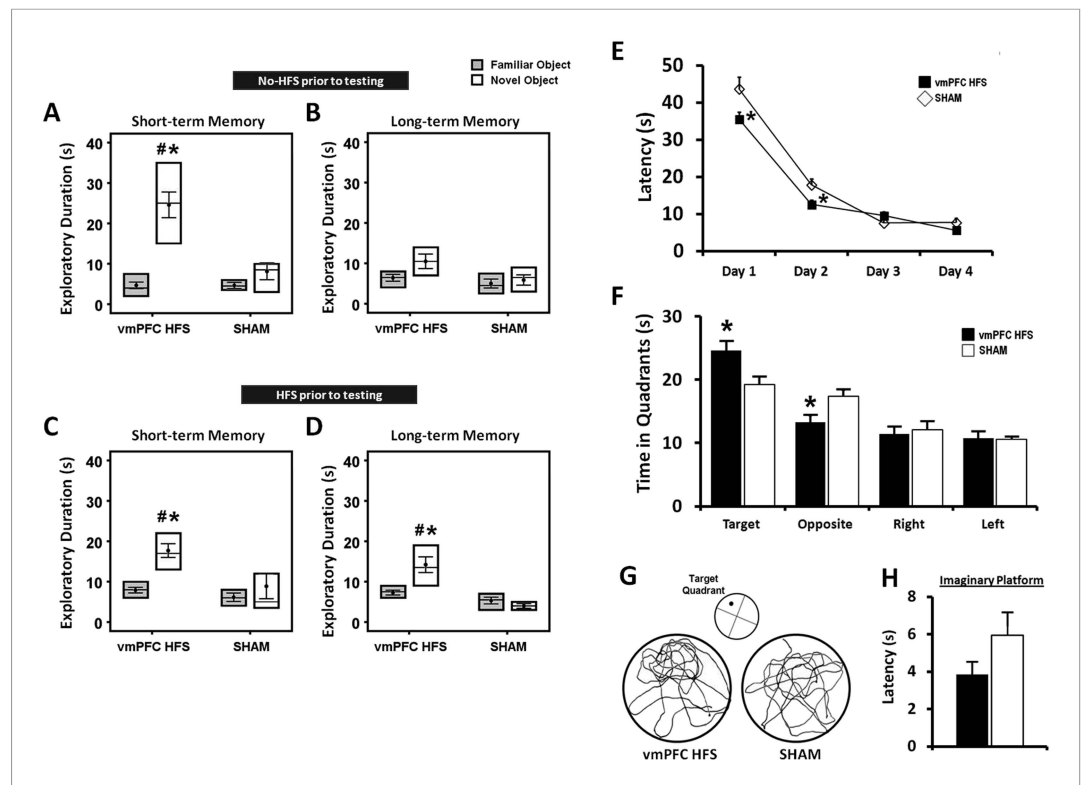 No-HFS prior to testing
Familiar Object
Novel Object
A
Short-term Memory
Exploratory Duration (s)
40
30
20
10
0
#*
vmPFC HFS
SHAM
B
Long-term Memory
Exploratory Duration (s)
40
30
20
10
0
vmPFC HFS
SHAM
HFS prior to testing
C
Short-term Memory
Exploratory Duration (s)
40
30
20
10
0
#*
vmPFC HFS
SHAM
D
Long-term Memory
Exploratory Duration (s)
40
30
20
10
0
#*
vmPFC HFS
SHAM
E
Latency (s)
50
40
30
20
10
0
vmPFC HFS
SHAM
*
*
Day 1
Day 2
Day 3
Day 4
F
Time in Quadrants (s)
30
20
10
0
vmPFC HFS
SHAM
*
*
Target
Opposite
Right
Left
G
Target
Quadrant
vmPFC HFS
SHAM
H
Imaginary Platform
Latency (s)
8
6
4
2
0